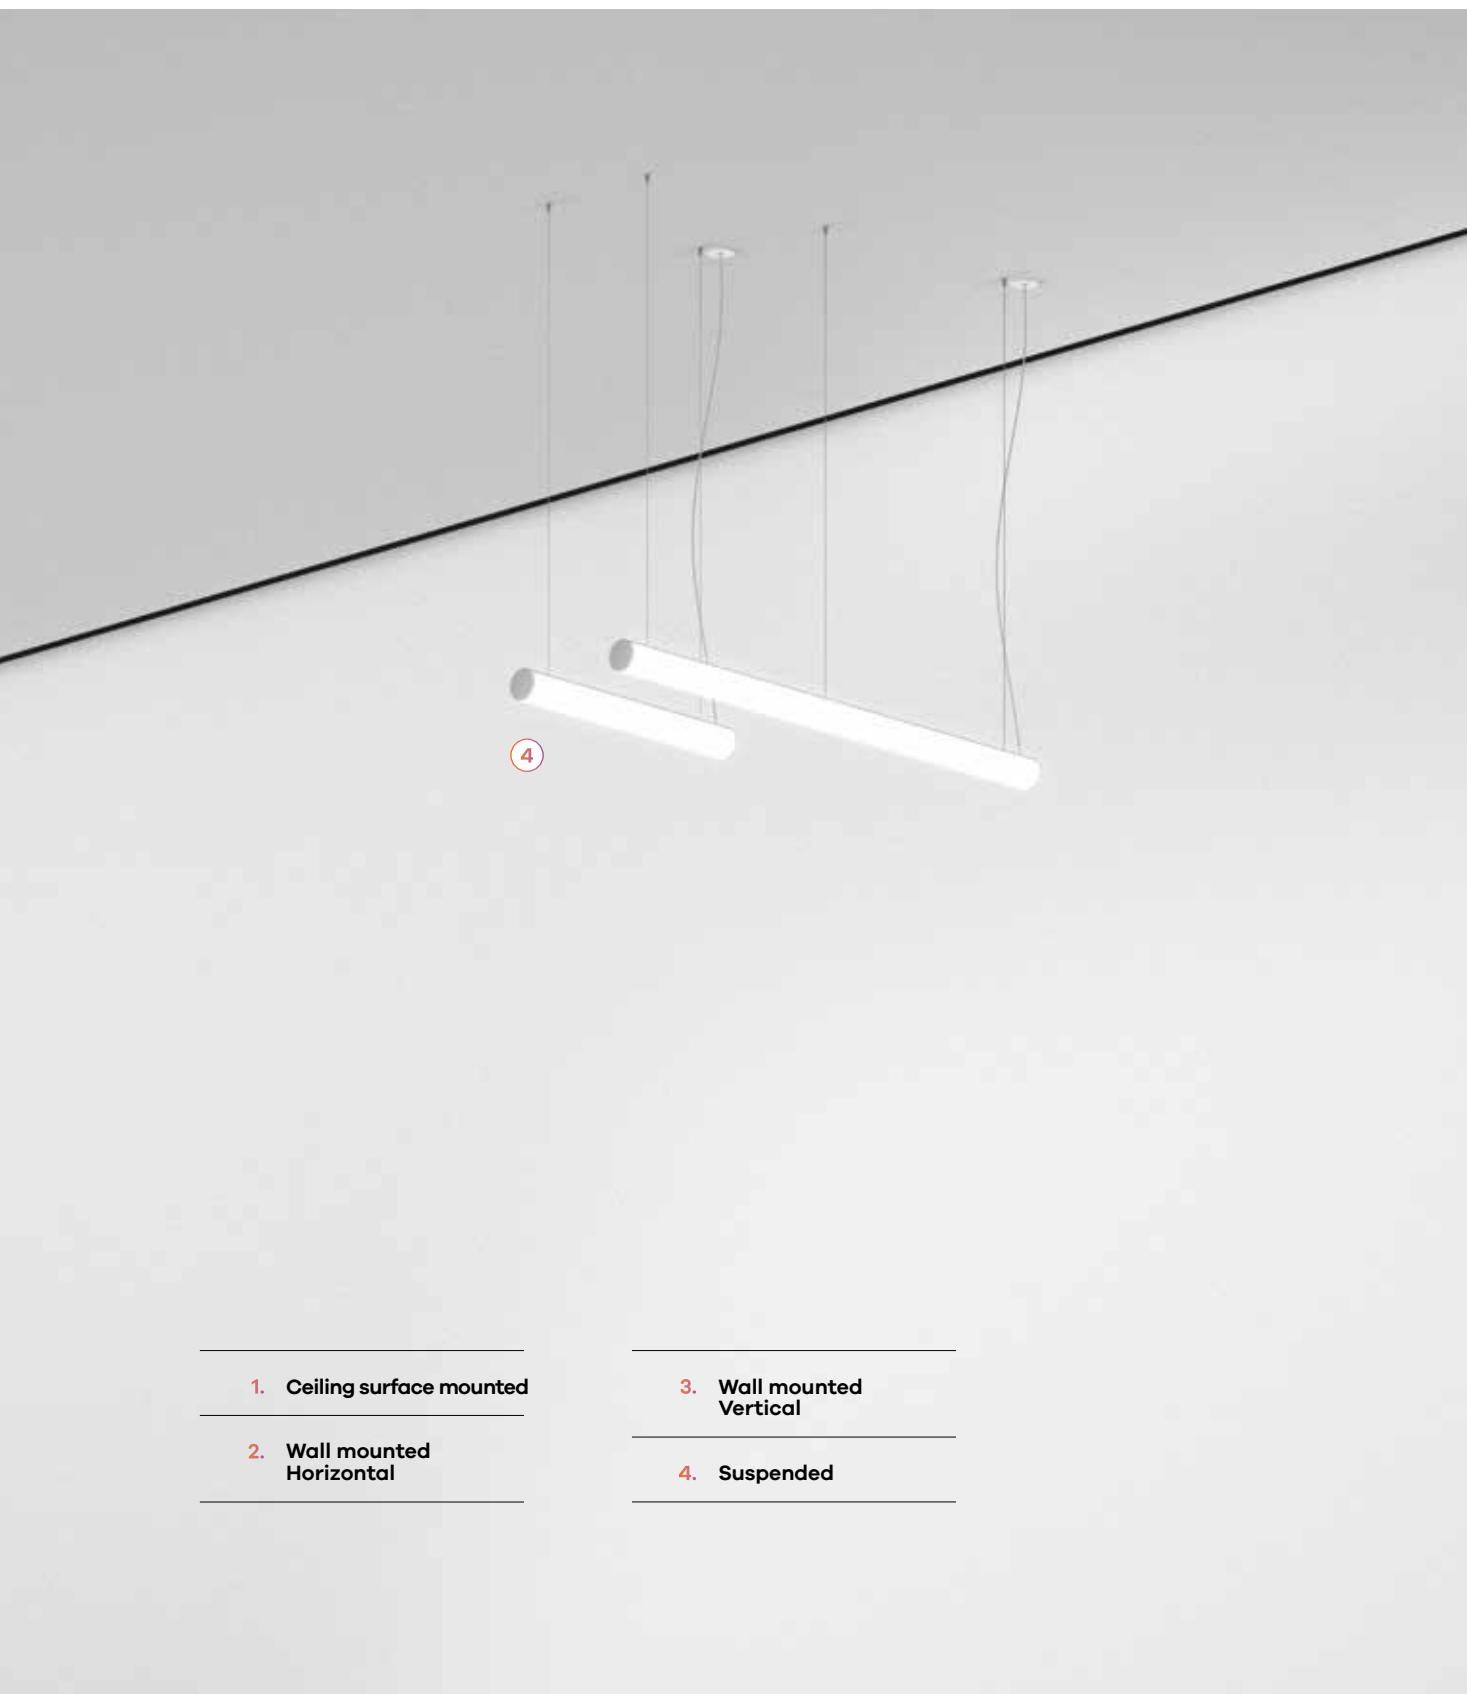 4
1. Ceiling surface mounted
2. Wall mounted
Horizontal
3. Wall mounted
Vertical
4. Suspended